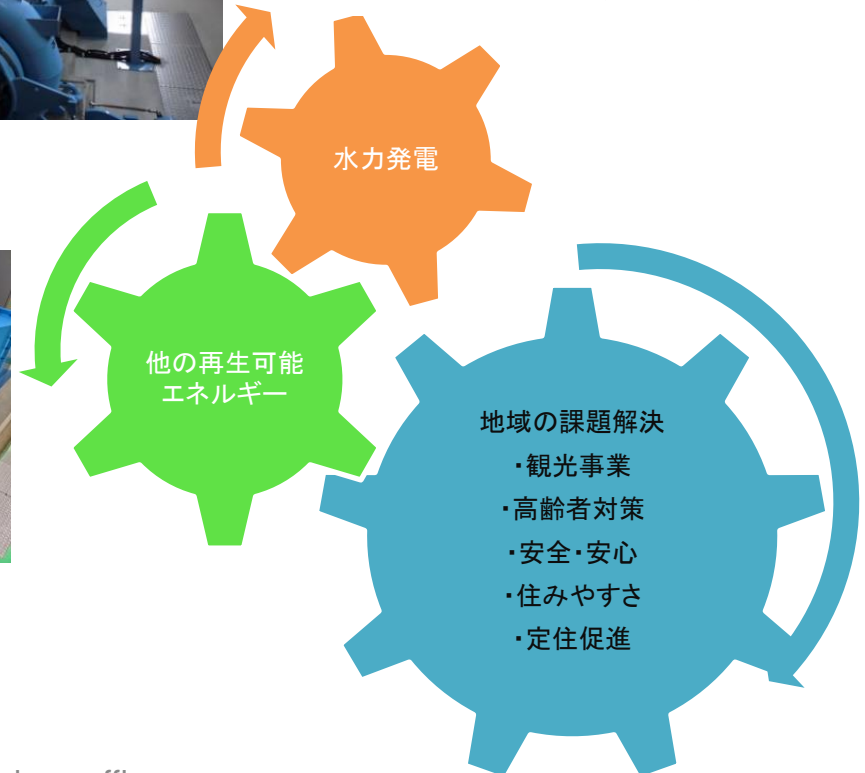 水力発電
他の再生可能
エネルギー
地域の課題解決
・観光事業
・高齢者対策
・安全・安心
・住みやすさ
・定住促進